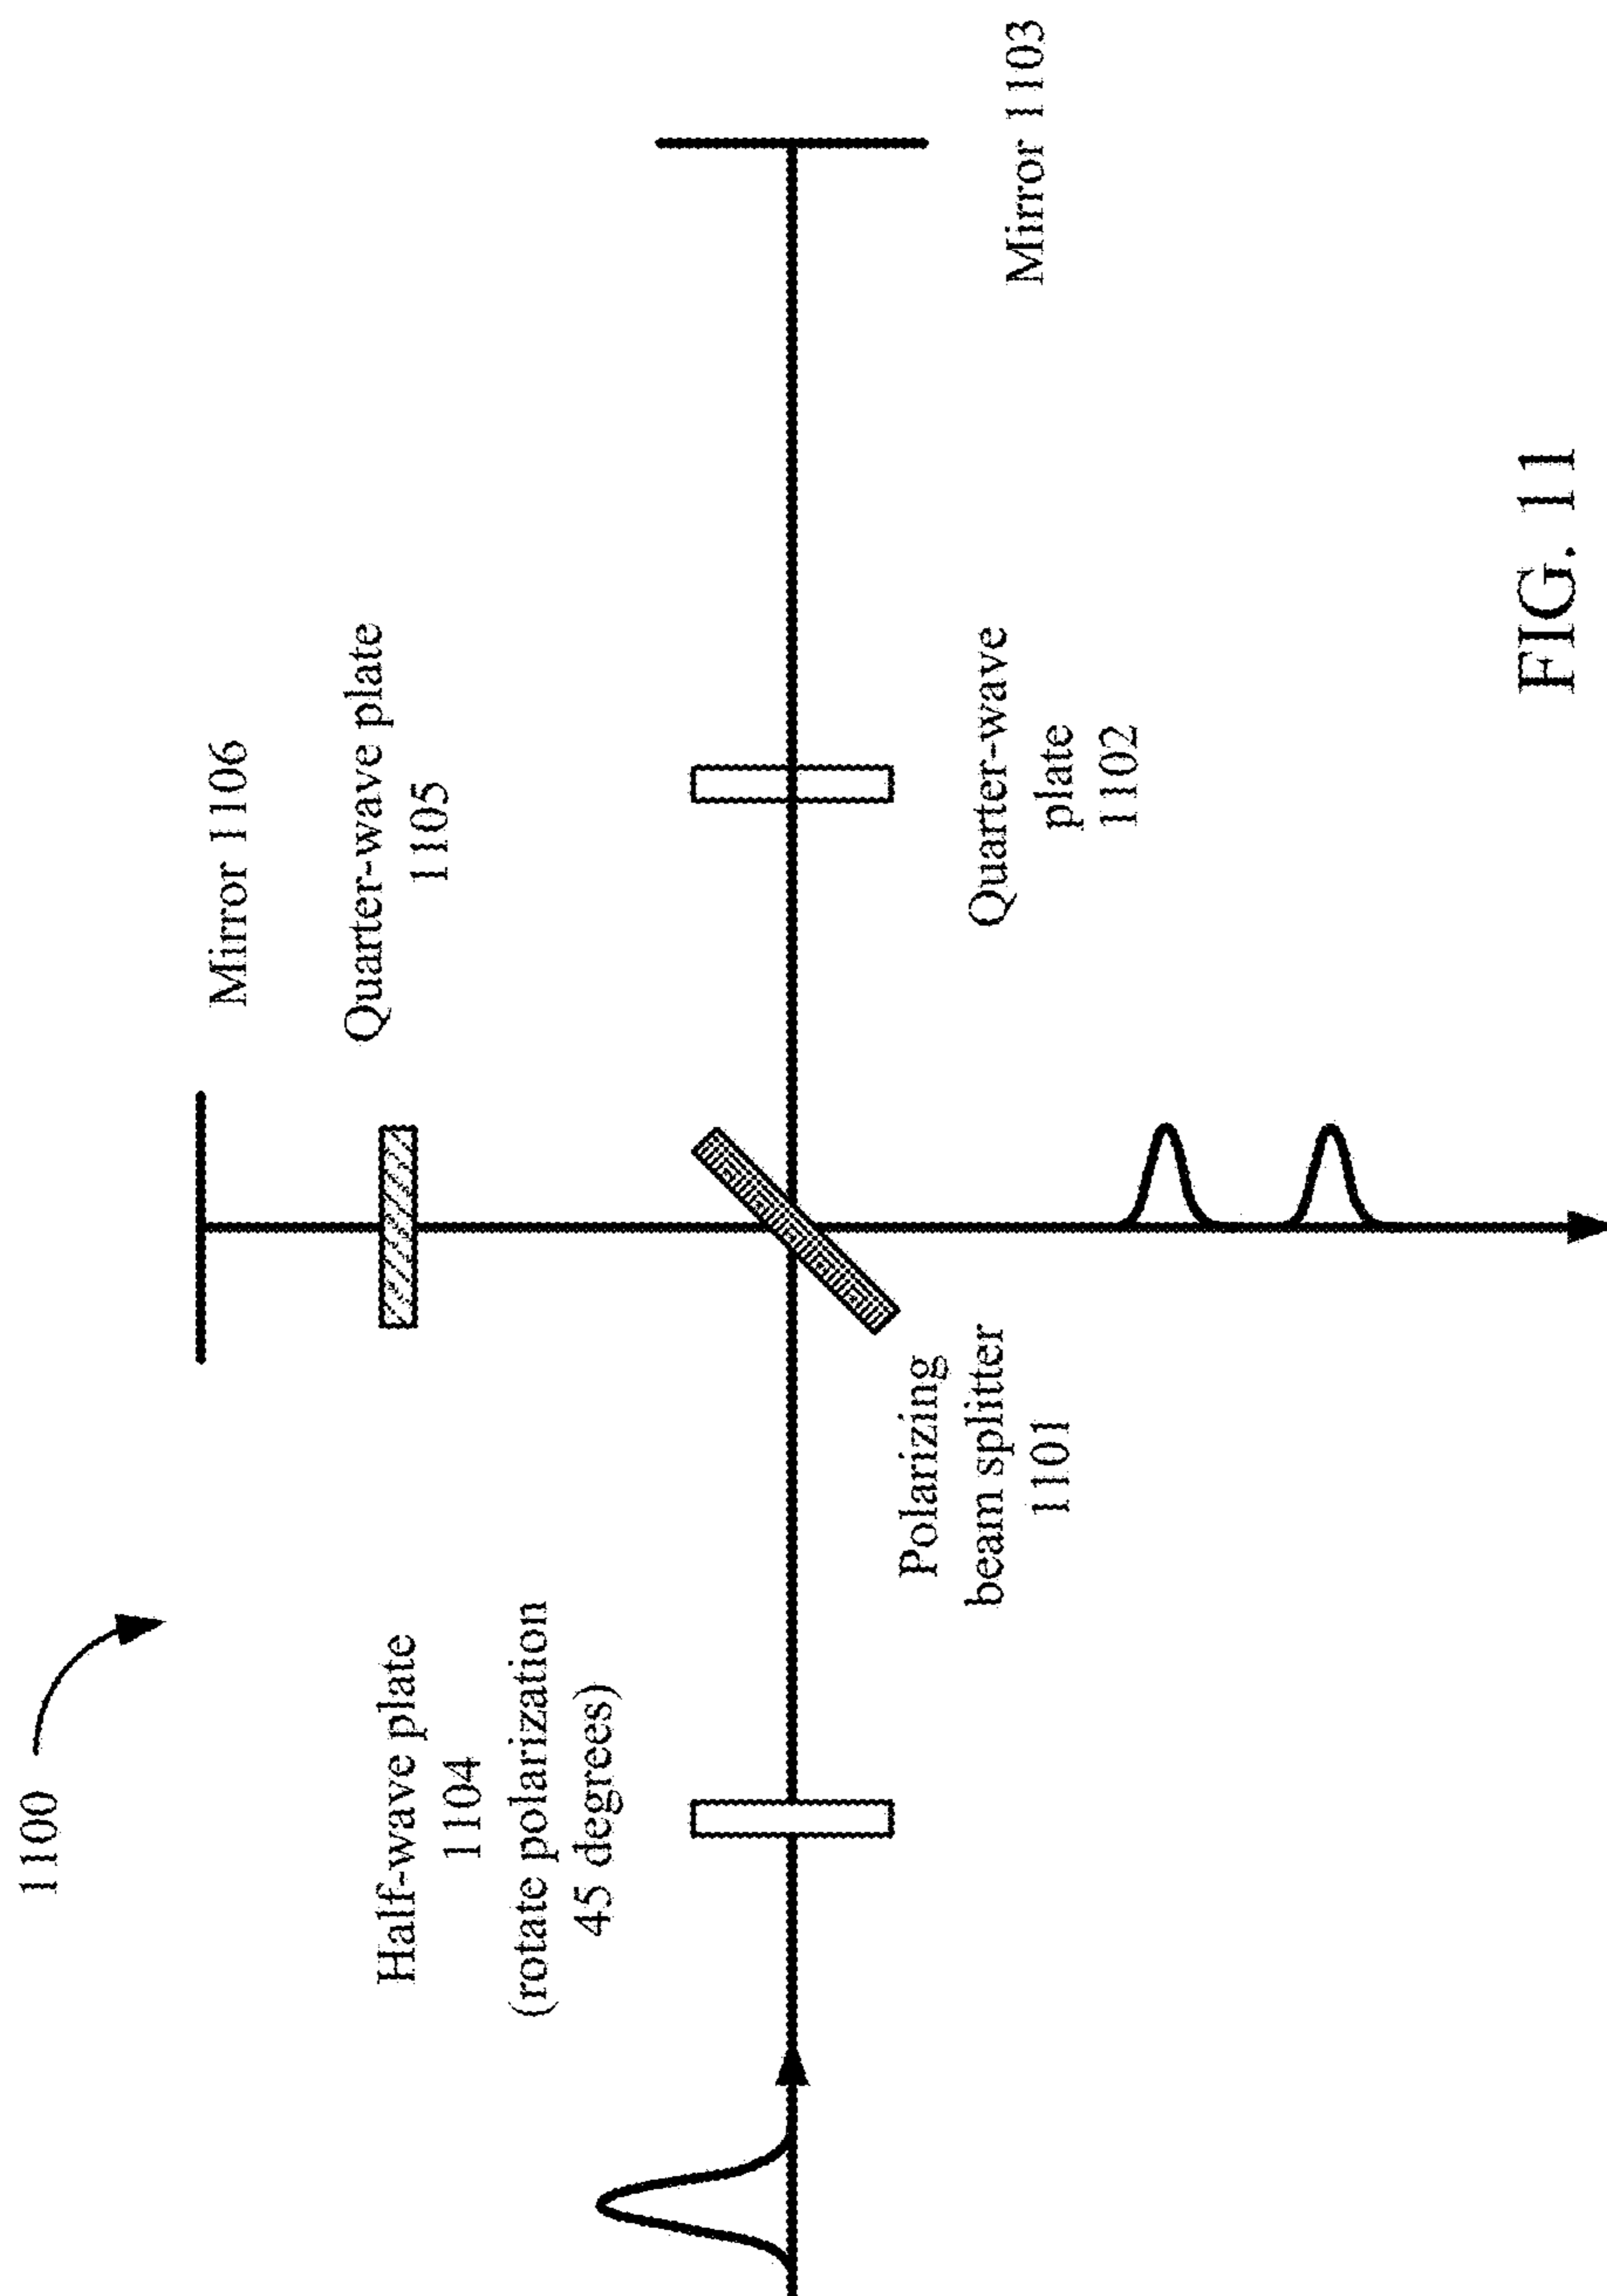 1100
Mirror 1106
Half-wave plate
1104
(rotate polarization
45 degrees)
Quarter-wave plate
1105
Polarizing
beam splitter
1101
Quarter-wave
plate
1102
Mirror 1103
FIG. 11